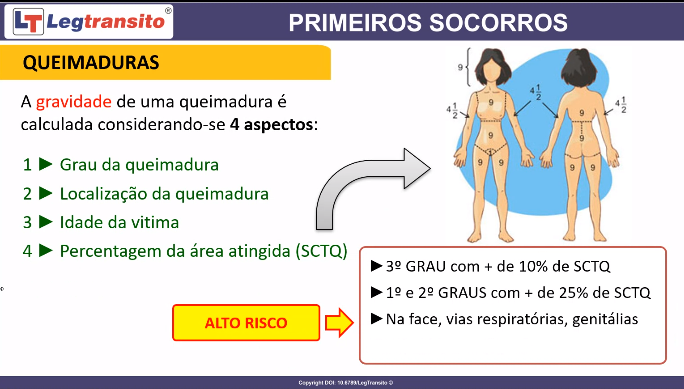 LT Legtransito®
PRIMEIROS SOCORROS
QUEIMADURAS
A gravidade de uma queimadura é
calculada considerando-se 4 aspectos:
1 ► Grau da queimadura
2 ► Localização da queimadura
3 ► Idade da vitima
4 ► Percentagem da área atingida (SCTQ)
9
9
4 1/2
4 1/2
4 1/2
9
9
9
1
9
9
9
9
9
ALTO RISCO
►3º GRAU com + de 10% de SCTQ
►1º e 2º GRAUS com + de 25% de SCTQ
►Na face, vias respiratórias, genitálias
Copyright DOI: 10.6789/LegTransito ©